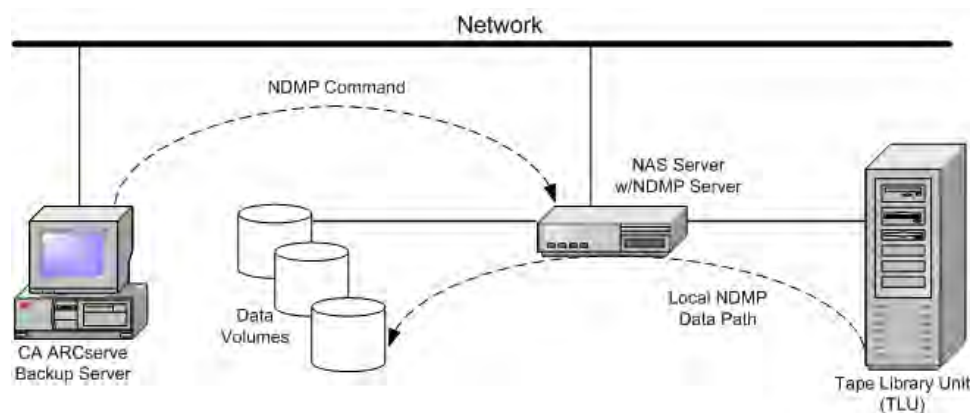 Network
NDMP Command
NAS Server
w/NDMP Server
Data
Volumes
Local NDMP
Data Path
CA ARCserve
Backup Server
Tape Library Unit
(TLU)